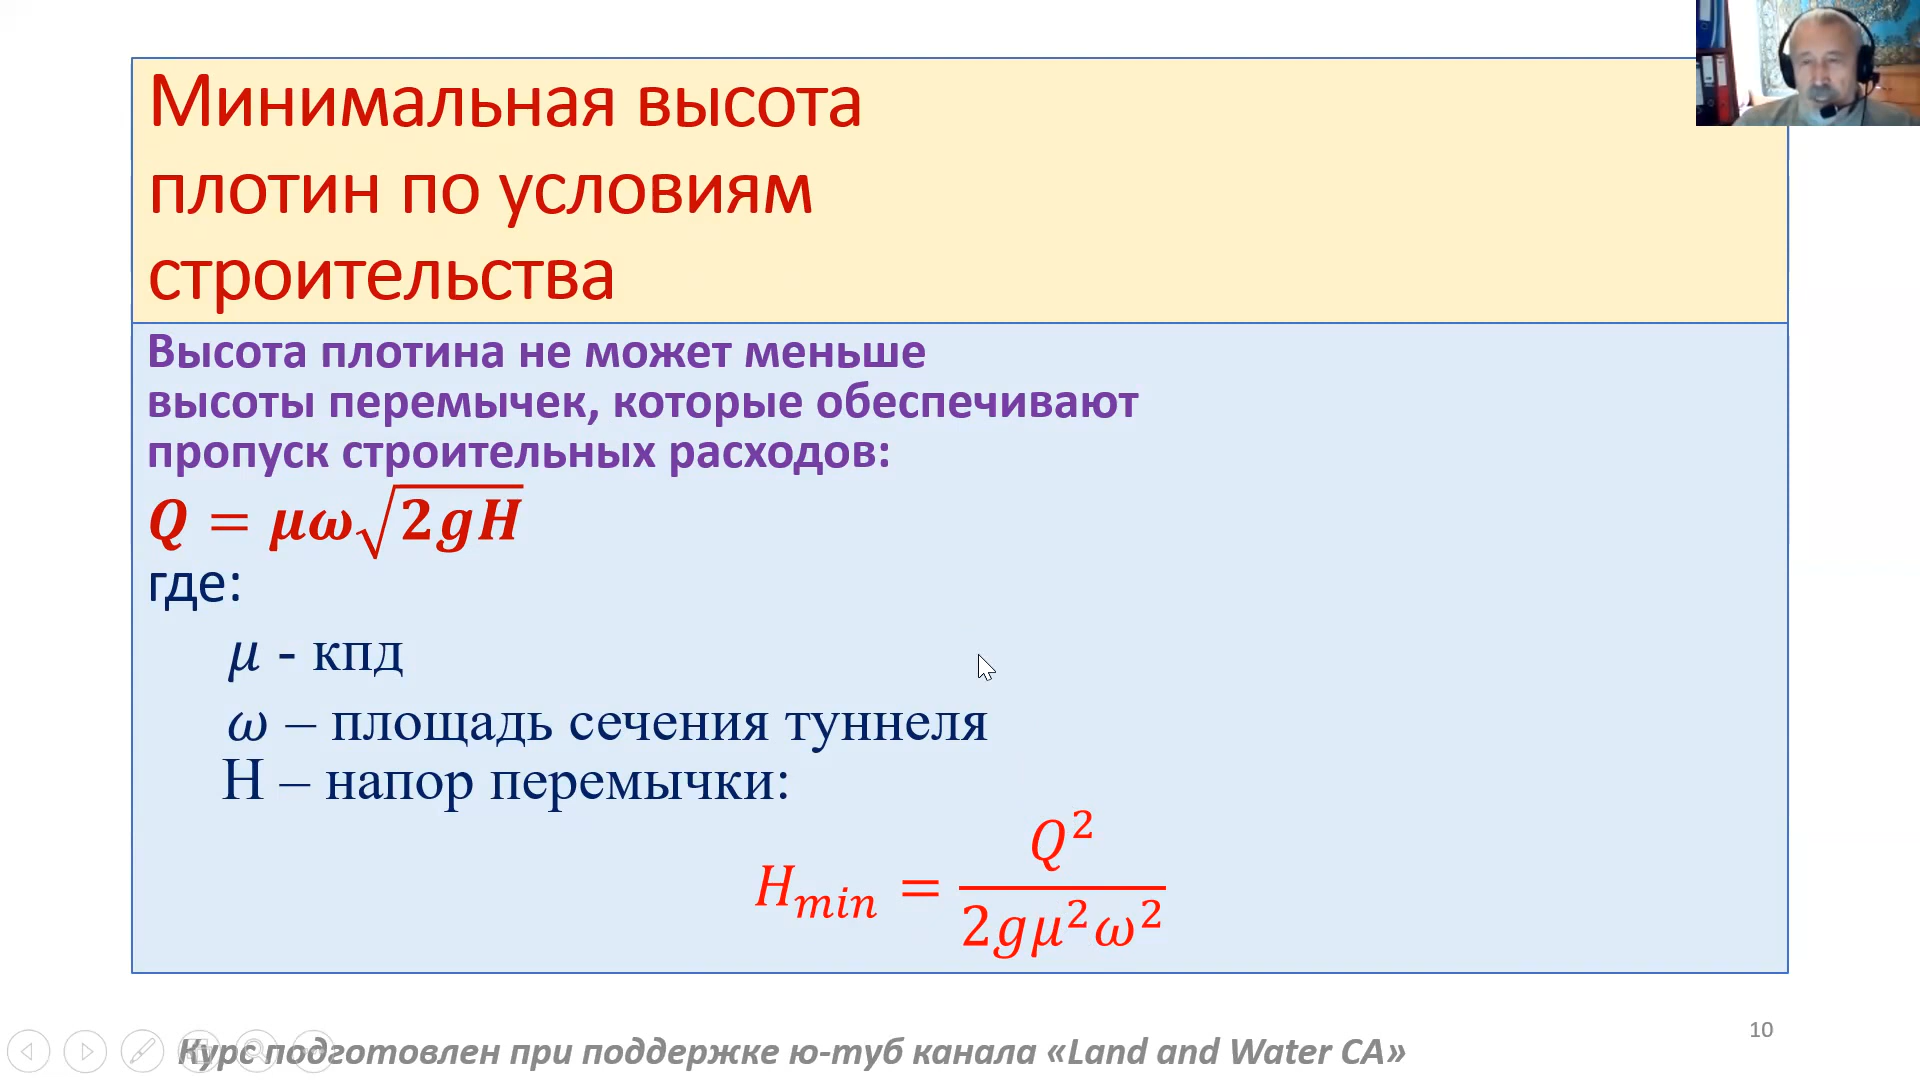 Минимальная высота
плотин по условиям
строительства
Высота плотина не может меньше
высоты перемычек, которые обеспечивают
пропуск строительных расходов:
Q = μω√2gH
где:
μ - кпд
ω – площадь сечения туннеля
Н – напор перемычки:
H_min = Q² / 2gμ²ω²
Курс подготовлен при поддержке ю-туб канала «Land and Water CA»
10